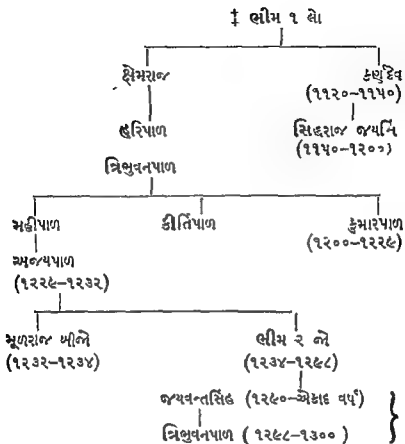 ‡ ભીમ ૧ લો
ક્ષેમરાજ
કર્ણદેવ
(૧૧૨૦–૧૧૫૦)
હરિપાળ
સિદ્ધરાજ જયસિં
(૧૧૫૦–૧૨૦૦)
ત્રિભુવનપાળ
મહીપાળ
કીર્તિપાળ
કુમારપાળ
(૧૨૦૦–૧૨૨૯)
અજયપાળ
(૧૨૨૯–૧૨૩૨)
મૂળરાજ બીજો
(૧૨૩૨–૧૨૩૪)
ભીમ ૨ જો
(૧૨૩૪–૧૨૯૮)
જયવન્તસિંહ (૧૨૯૦–એકાદ વર્ષ)
ત્રિભુવનપાળ (૧૨૯૮–૧૩૦૦)